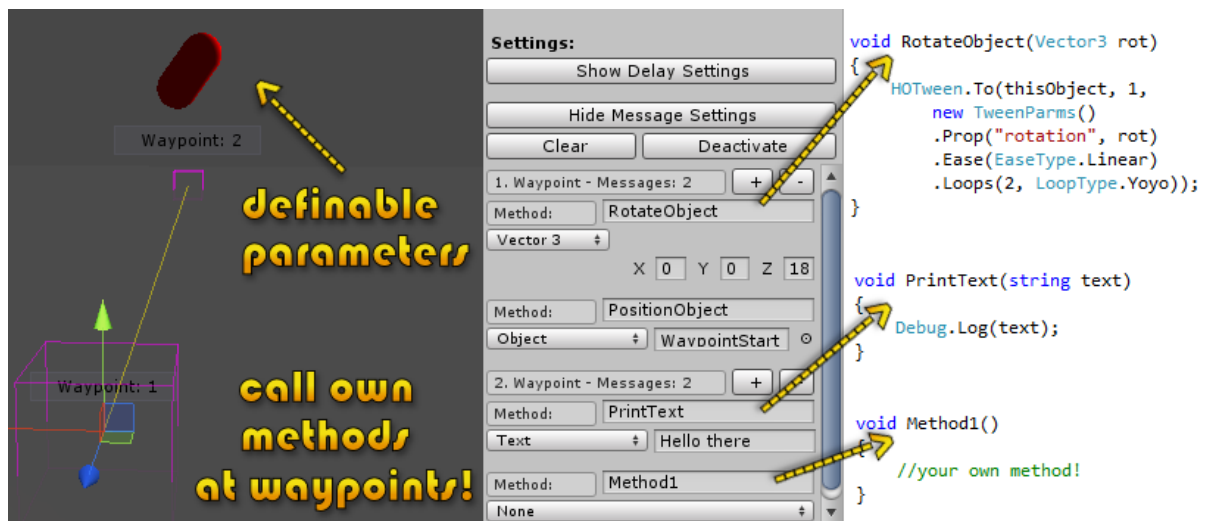 Waypoint: 2
definable
parameters
Waypoint: 1
call own
methods
at waypoints!
Settings:
Show Delay Settings
Hide Message Settings
Clear Deactivate
1. Waypoint - Messages: 2 + -
Method: RotateObject
Vector 3
X 0 Y 0 Z 18
Method: PositionObject
Object WaypointStart
2. Waypoint - Messages: 2 + -
Method: PrintText
Text Hello there
Method: Method1
None
void RotateObject(Vector3 rot)
{
HOTween.To(thisObject, 1,
new TweenParms()
.Prop("rotation", rot)
.Ease(EaseType.Linear)
.Loops(2, LoopType.Yoyo));
}
void PrintText(string text)
{
Debug.Log(text);
}
void Method1()
{
//your own method!
}